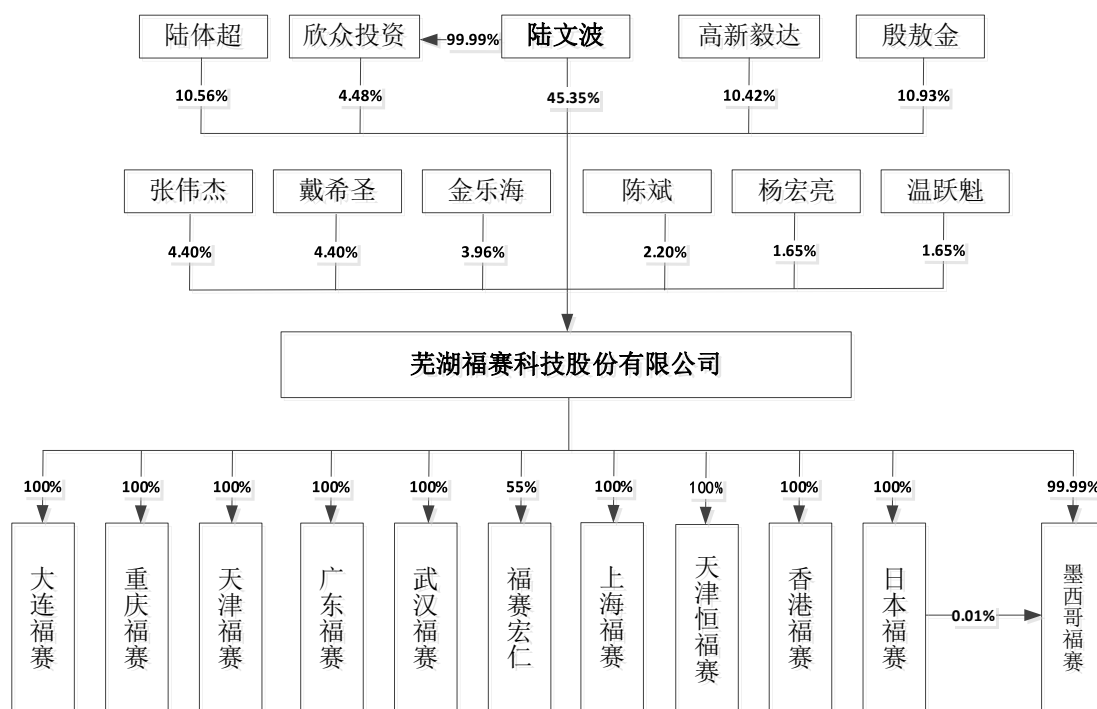 陆体超
欣众投资
99.99%
陆文波
高新毅达
殷敖金
10.56%
4.48%
45.35%
10.42%
10.93%
张伟杰
戴希圣
金乐海
陈斌
杨宏亮
温跃魁
4.40%
4.40%
3.96%
2.20%
1.65%
1.65%
芜湖福赛科技股份有限公司
100%
100%
100%
100%
100%
55%
100%
100%
100%
100%
99.99%
大连福赛
重庆福赛
天津福赛
广东福赛
武汉福赛
福赛宏仁
上海福赛
天津恒福赛
香港福赛
日本福赛
0.01%
墨西哥福赛